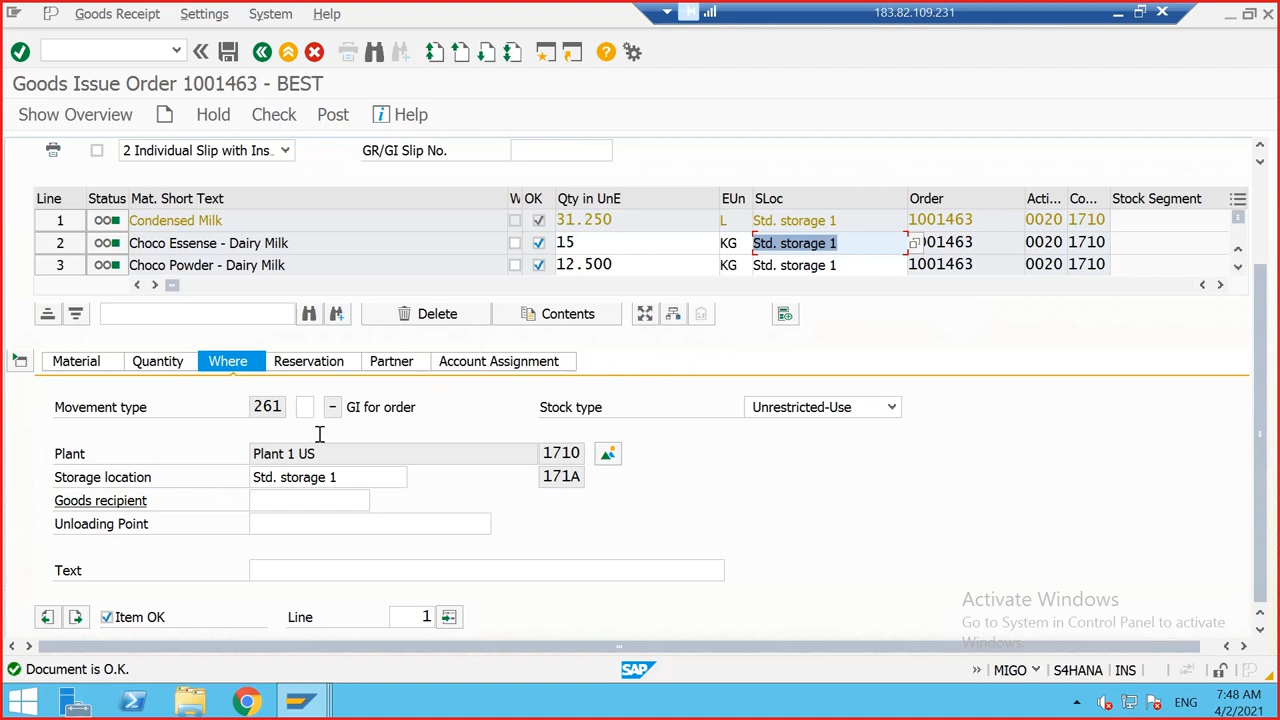 Goods Receipt Settings System Help 183.82.109.231
Goods Issue Order 1001463 - BEST
Show Overview Hold Check Post Help
2 Individual Slip with Ins. GR/GI Slip No.
Line Status Mat. Short Text W OK Qty in UnE EUn SLoc Order Acti... Co... Stock Segment
1 Condensed Milk 31.250 L Std. storage 1 1001463 0020 1710
2 Choco Essense - Dairy Milk 15 KG Std. storage 1 001463 0020 1710
3 Choco Powder - Dairy Milk 12.500 KG Std. storage 1 1001463 0020 1710
Delete Contents
Material Quantity Where Reservation Partner Account Assignment
Movement type 261 - GI for order Stock type Unrestricted-Use
Plant Plant 1 US 1710
Storage location Std. storage 1 171A
Goods recipient
Unloading Point
Text
Activate Windows
Go to System in Control Panel to activate
Windows.
Item OK Line 1
Document is O.K. SAP » MIGO S4HANA INS
ENG 7:48 AM
4/2/2021